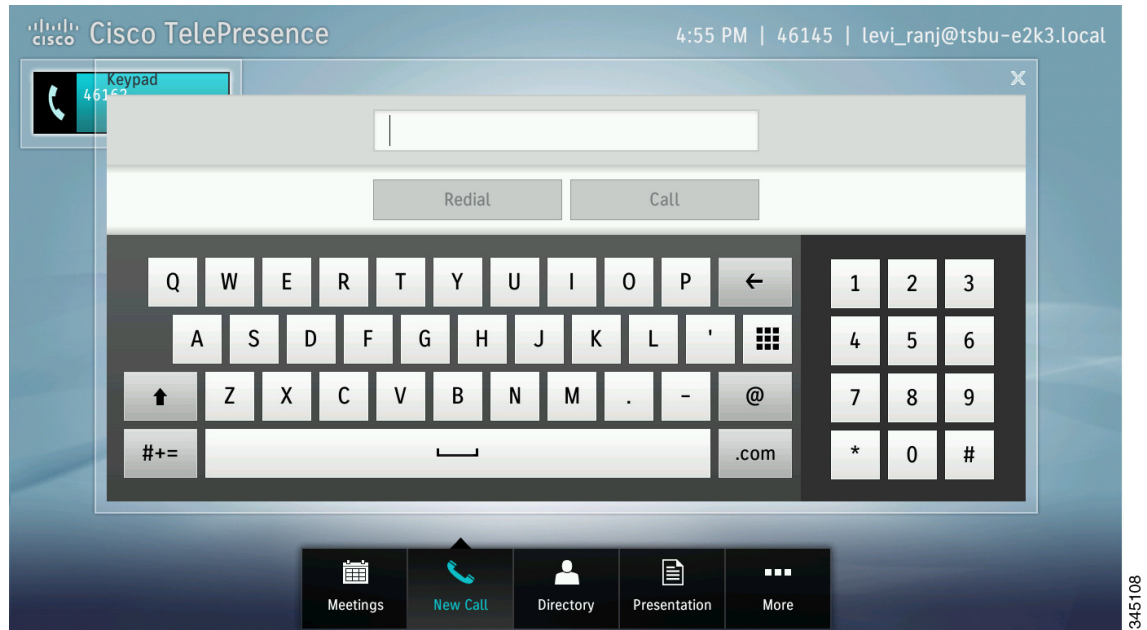 cisco Cisco TelePresence
4:55 PM | 46145 | levi_ranj@tsbu-e2k3.local
Keypad
46162
X
Redial
Call
Q W E R T Y U I O P ←
A S D F G H J K L '
Z X C V B N M . - @
#+= .com
1 2 3
4 5 6
7 8 9
* 0 #
Meetings
New Call
Directory
Presentation
More
345108